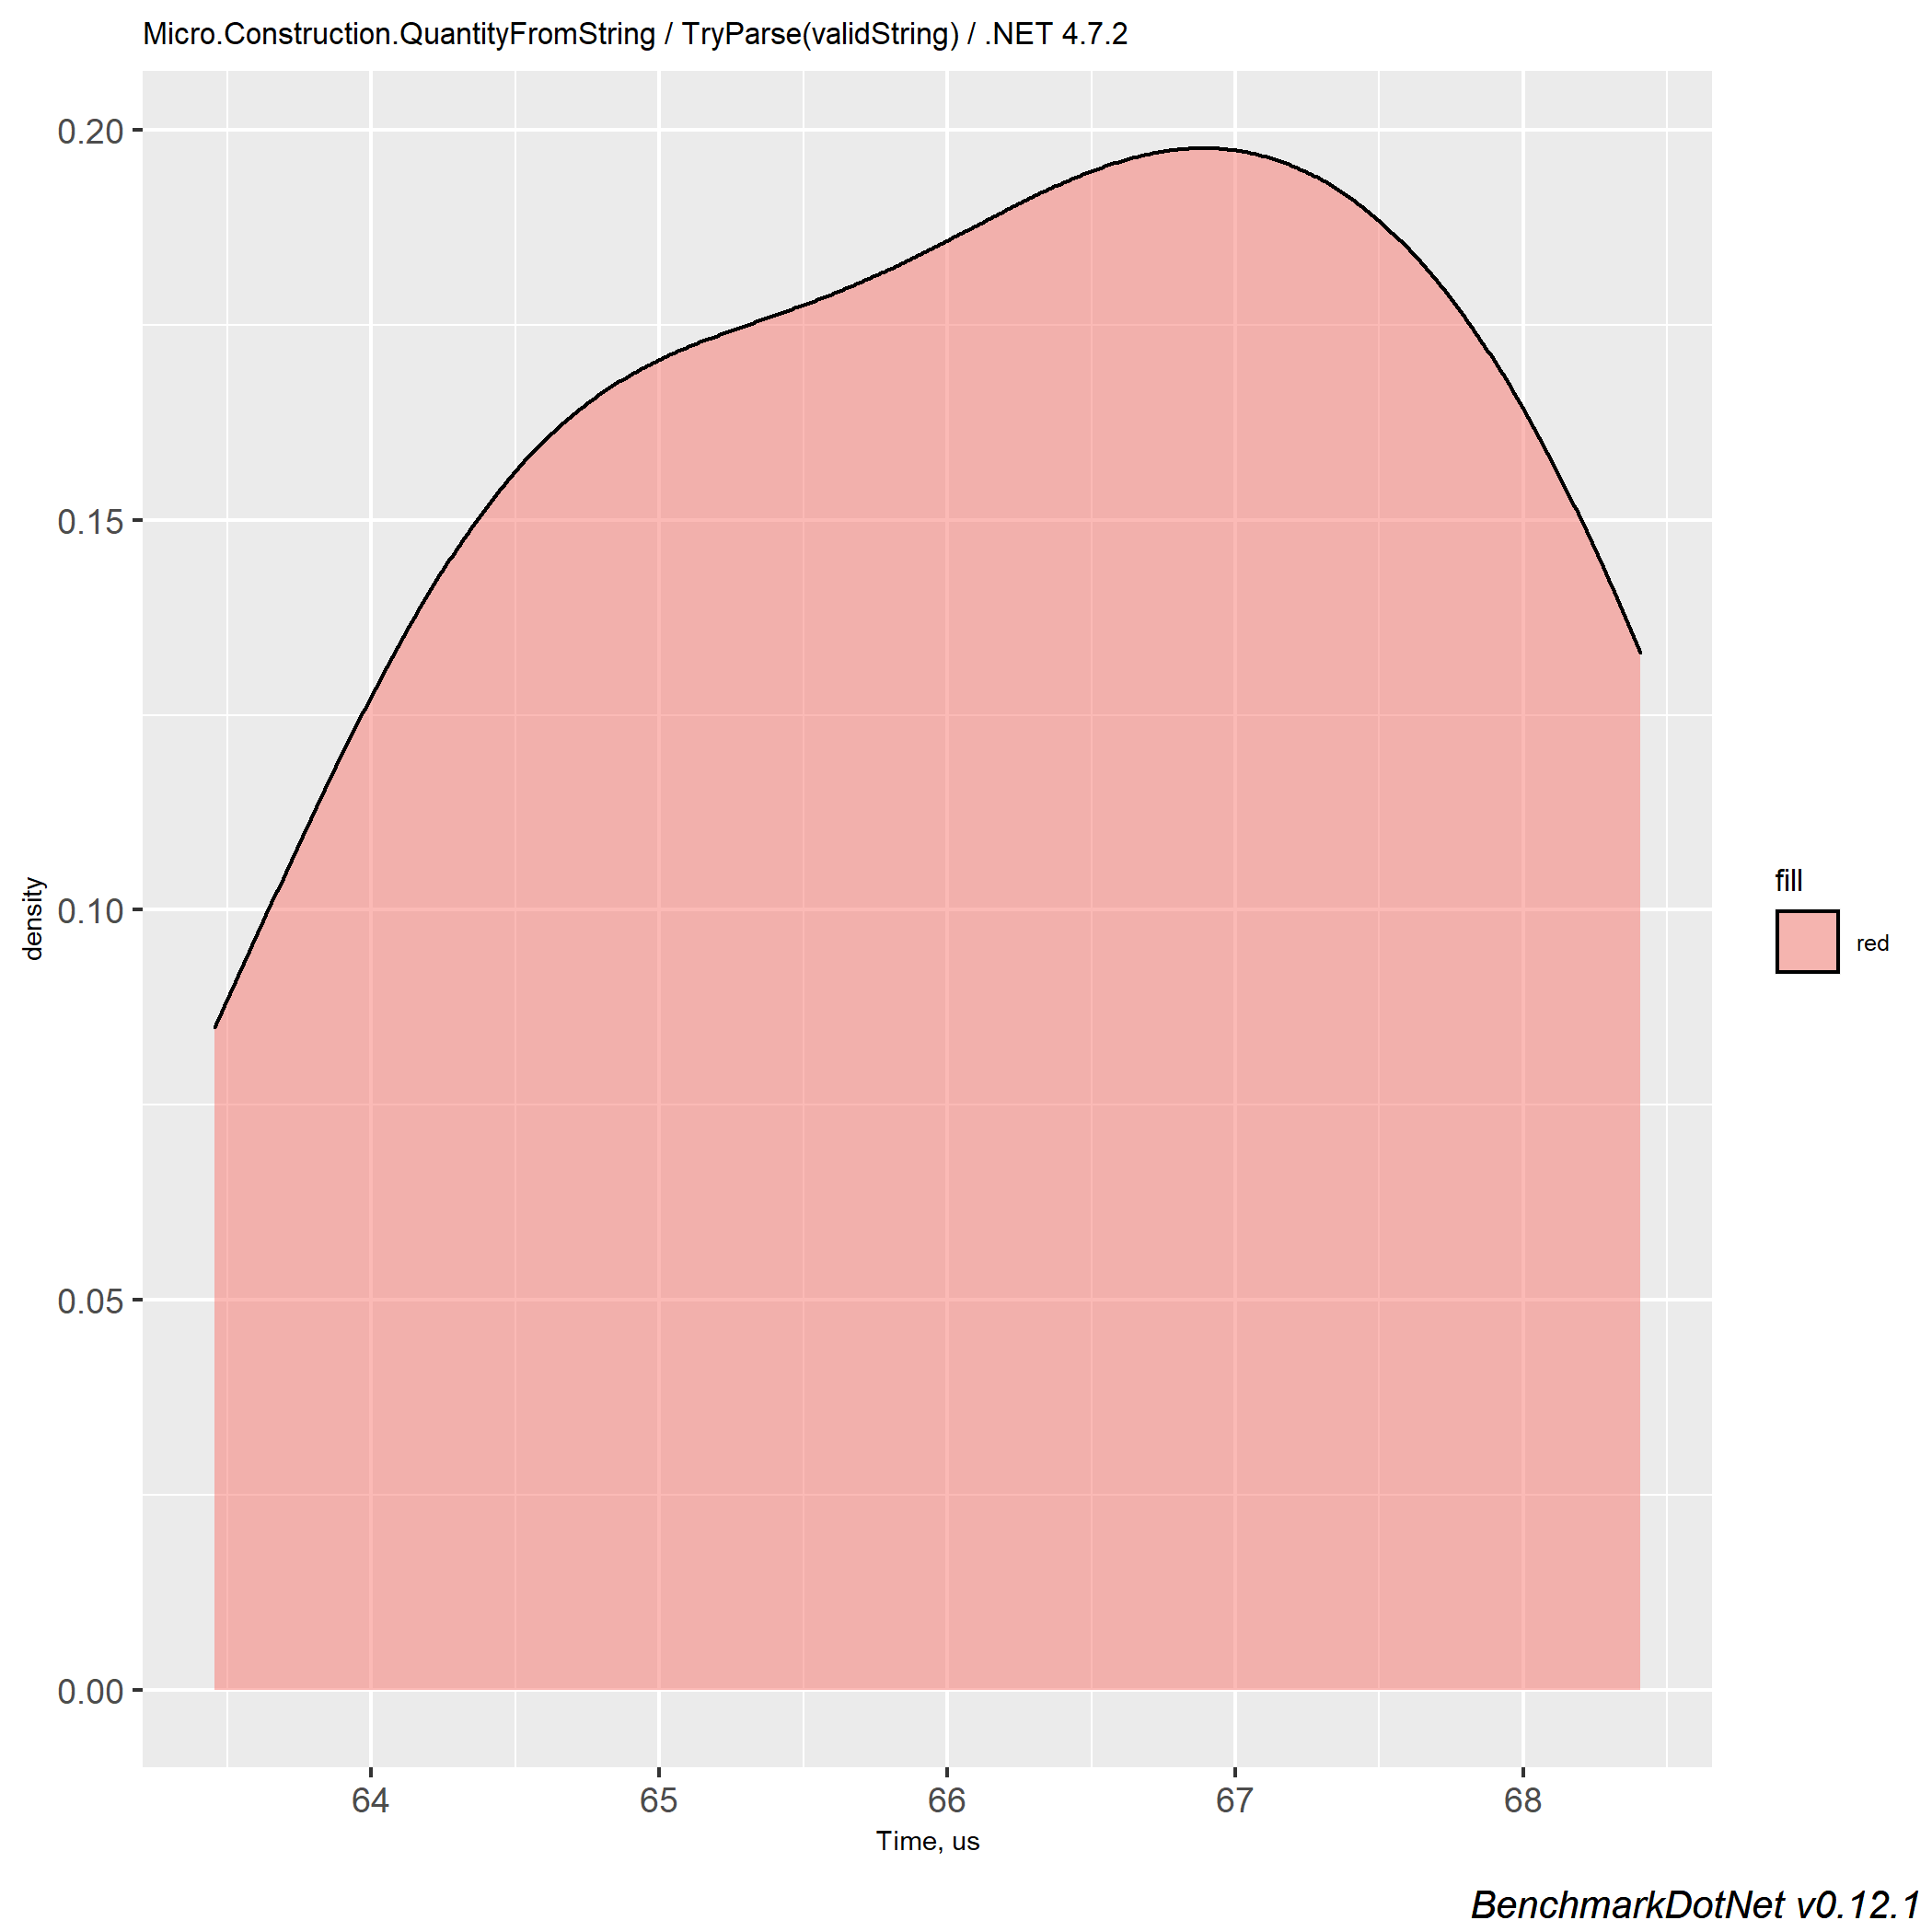 Micro.Construction.QuantityFromString / TryParse(validString) / .NET 4.7.2
0.20
0.15
0.10
0.05
0.00
density
64 65 66 67 68
Time, us
fill
red
BenchmarkDotNet v0.12.1